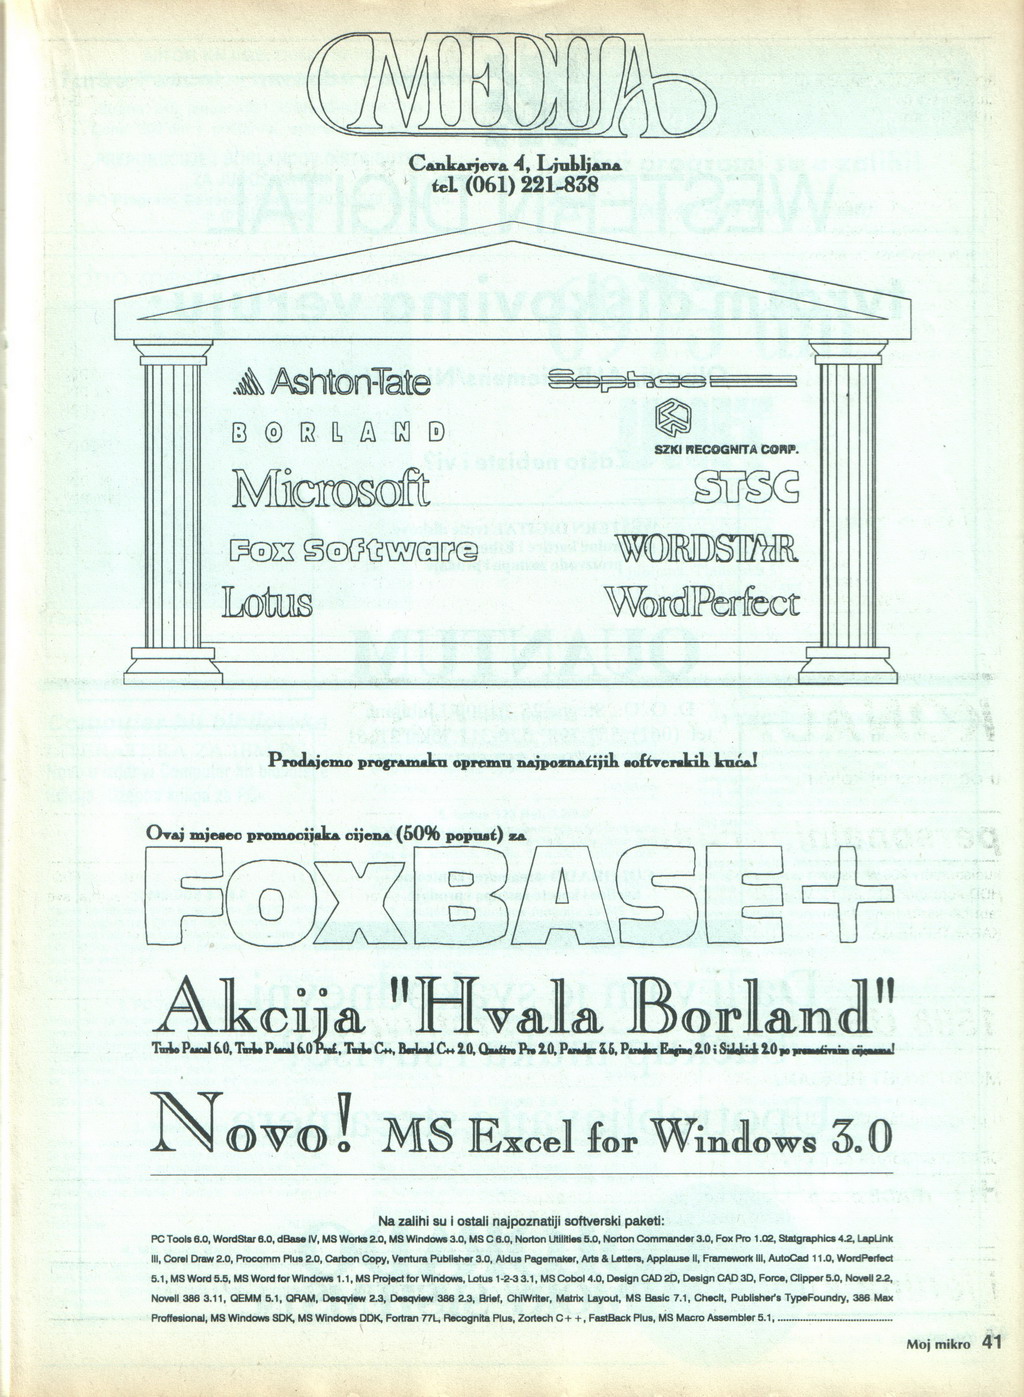 MEDIA
Cankarjeva 4, Ljubljana
tel. (061) 221-838
Ashton-Tate
BORLAND
Microsoft
Fox Software
Lotus
Sophco
SZKI RECOGNITA CORP.
STSC
WORDSTAR
WordPerfect
Prodajemo programsku opremu najpoznatijih softverskih kuća!
Ovaj mjesec promocijska cijena (50% popust) za
FOXBASE+
Akcija "Hvala Borland"
Turbo Pascal 6.0, Turbo Pascal 6.0 Prof., Turbo C++, Borland C++ 2.0, Quattro Pro 2.0, Paradox 3.5, Paradox Engine 2.0 i Sidekick 2.0 po promotivnim cijenama!
Novo! MS Excel for Windows 3.0
Na zalihi su i ostali najpoznatiji softverski paketi:
PC Tools 6.0, WordStar 6.0, dBase IV, MS Works 2.0, MS Windows 3.0, MS C 6.0, Norton Utilities 5.0, Norton Commander 3.0, Fox Pro 1.02, Statgraphics 4.2, LapLink
III, Corel Draw 2.0, Procomm Plus 2.0, Carbon Copy, Ventura Publisher 3.0, Aldus Pagemaker, Arts & Letters, Applause II, Framework III, AutoCad 11.0, WordPerfect
5.1, MS Word 5.5, MS Word for Windows 1.1, MS Project for Windows, Lotus 1-2-3 3.1, MS Cobol 4.0, Design CAD 2D, Design CAD 3D, Force, Clipper 5.0, Novell 2.2,
Novell 386 3.11, QEMM 5.1, QRAM, Desqview 2.3, Desqview 386 2.3, Brief, ChiWriter, Matrix Layout, MS Basic 7.1, Checit, Publisher's TypeFoundry, 386 Max
Proffesional, MS Windows SDK, MS Windows DDK, Fortran 77L, Recognita Plus, Zortech C++, FastBack Plus, MS Macro Assembler 5.1, ..............................
Moj mikro 41